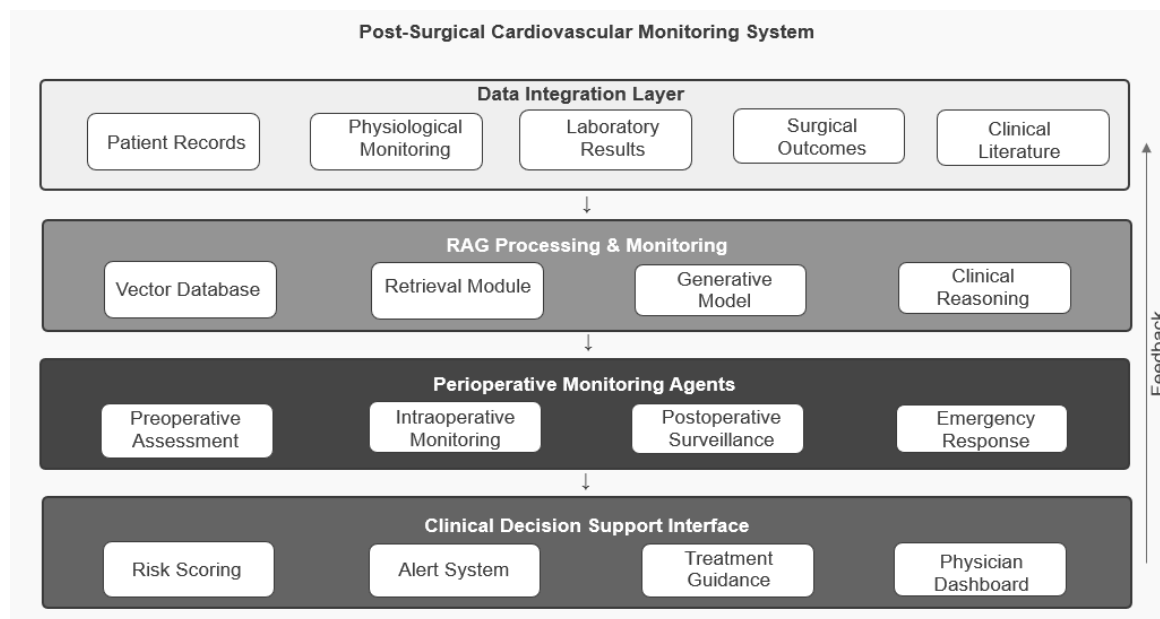 Post-Surgical Cardiovascular Monitoring System
Data Integration Layer
Patient Records
Physiological
Monitoring
Laboratory
Results
Surgical
Outcomes
Clinical
Literature
↓
RAG Processing & Monitoring
Vector Database
Retrieval Module
Generative
Model
Clinical
Reasoning
↓
Perioperative Monitoring Agents
Preoperative
Assessment
Intraoperative
Monitoring
Postoperative
Surveillance
Emergency
Response
↓
Clinical Decision Support Interface
Risk Scoring
Alert System
Treatment
Guidance
Physician
Dashboard
Feedback